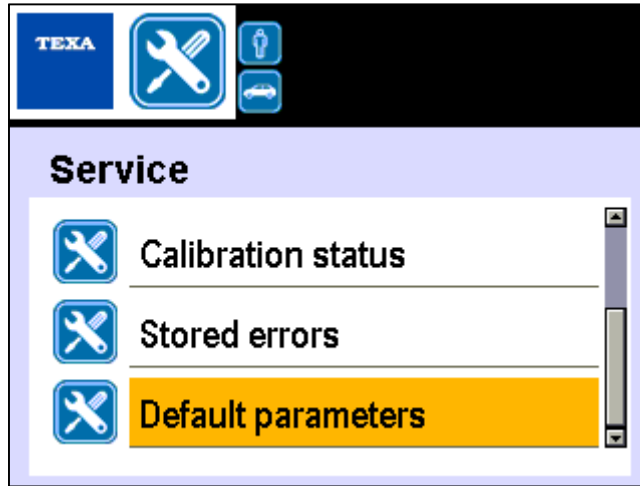 TEXA
Service
Calibration status
Stored errors
Default parameters